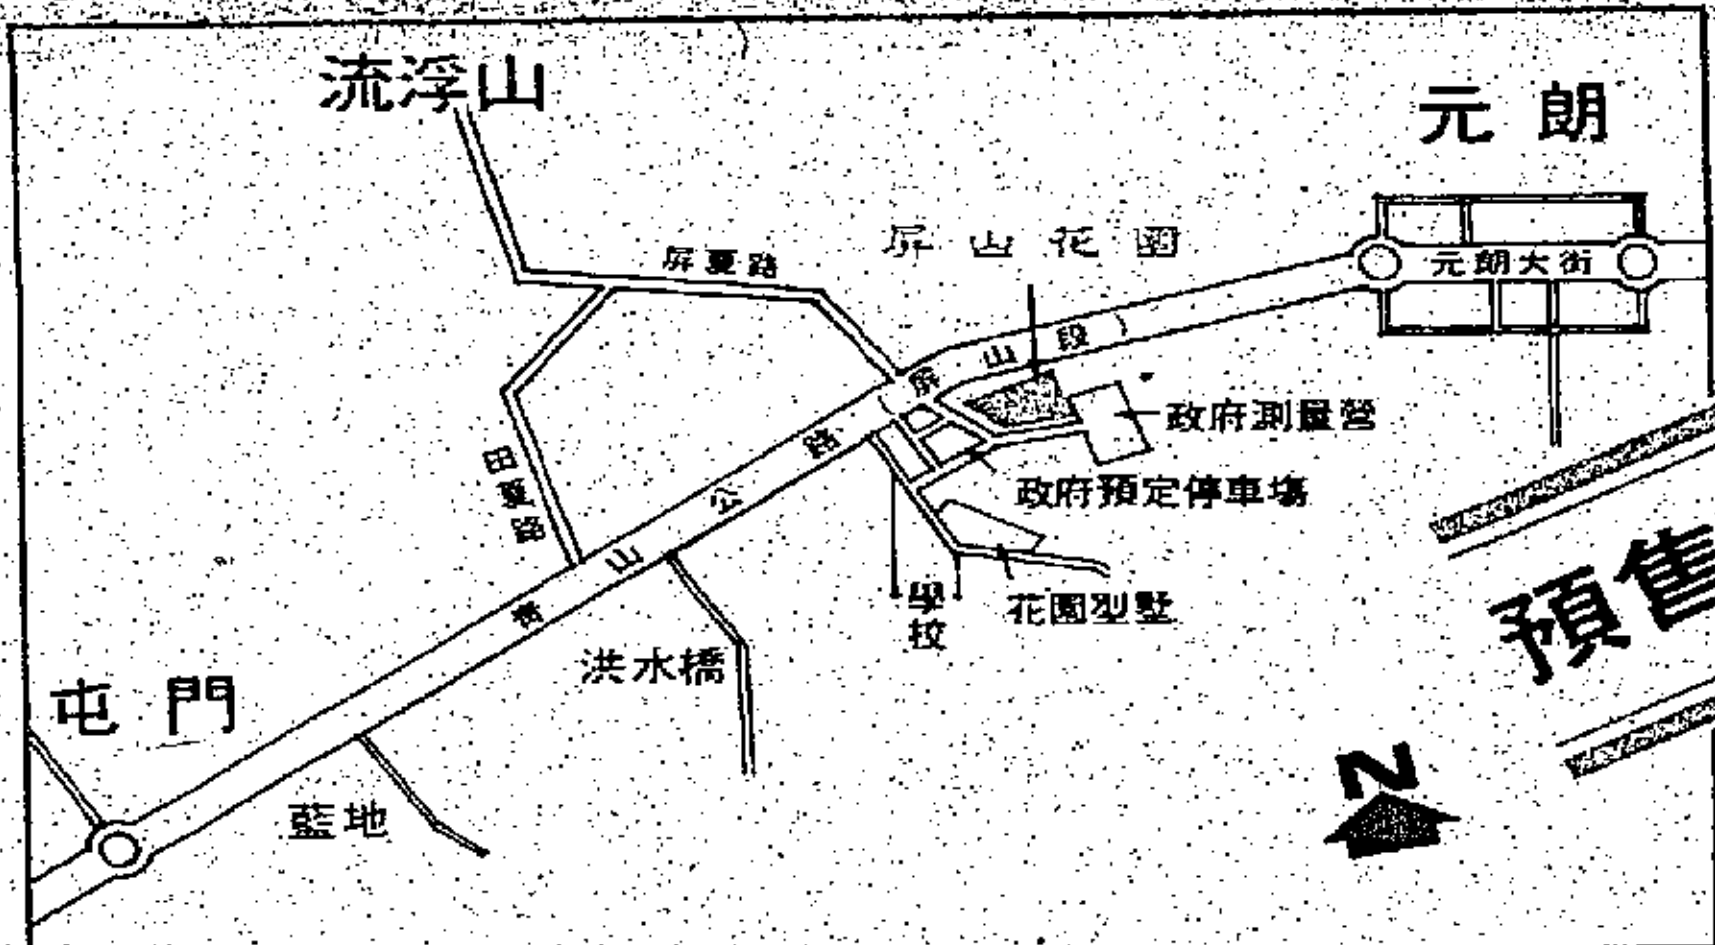 流浮山
元朗
屏山花園
屏夏路
元朗大街
屏山段
政府測量營
田廈路
青山公路
政府預定停車場
學校
花園別墅
洪水橋
預售
屯門
藍地
N